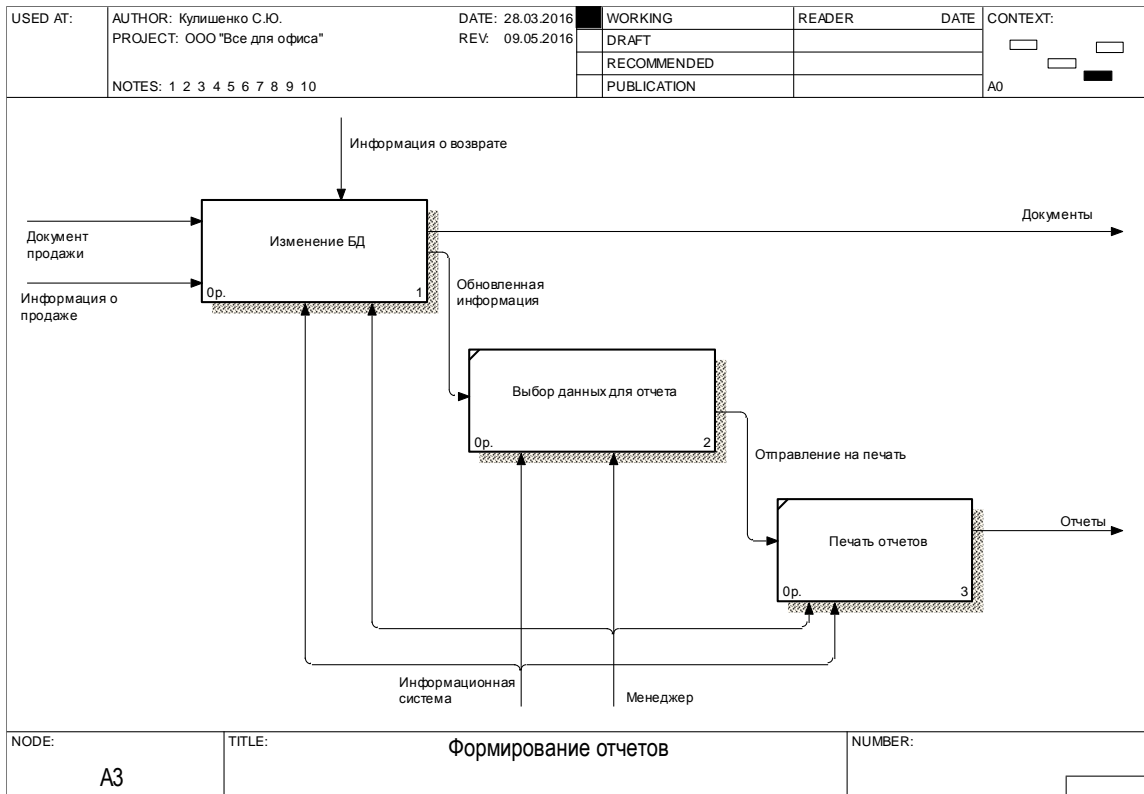 USED AT:
AUTHOR: Кулишенко С.Ю.
DATE: 28.03.2016
PROJECT: ООО "Все для офиса"
REV: 09.05.2016
NOTES: 1 2 3 4 5 6 7 8 9 10
WORKING
DRAFT
RECOMMENDED
PUBLICATION
READER
DATE
CONTEXT:
A0
Информация о возврате
Документ
продажи
Информация о
продаже
Изменение БД
0р.
1
Документы
Обновленная
информация
Выбор данных для отчета
0р.
2
Отправление на печать
Печать отчетов
0р.
3
Отчеты
Информационная
система
Менеджер
NODE:
A3
TITLE:
Формирование отчетов
NUMBER: